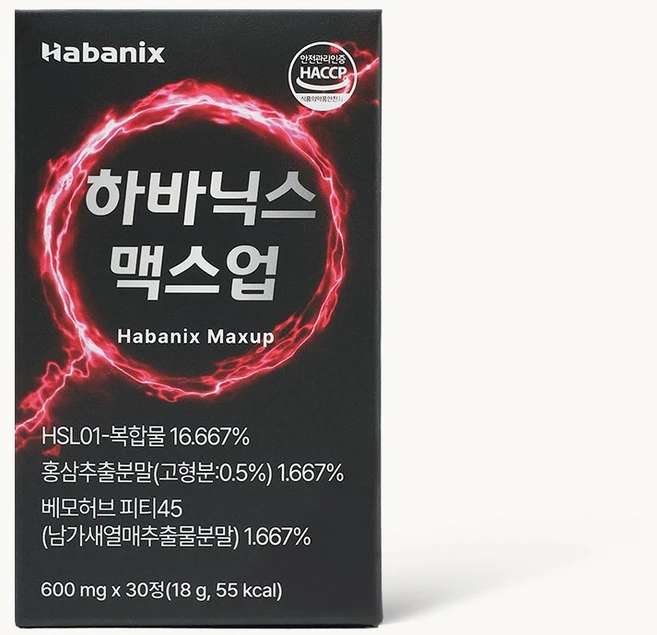 Habanix
안전관리인증
HACCP
식품의약품안전처
하바닉스
맥스업
Habanix Maxup
HSL01-복합물 16.667%
홍삼추출분말(고형분:0.5%) 1.667%
베모허브 피티45
(남가새열매추출물분말) 1.667%
600 mg x 30정(18 g, 55 kcal)